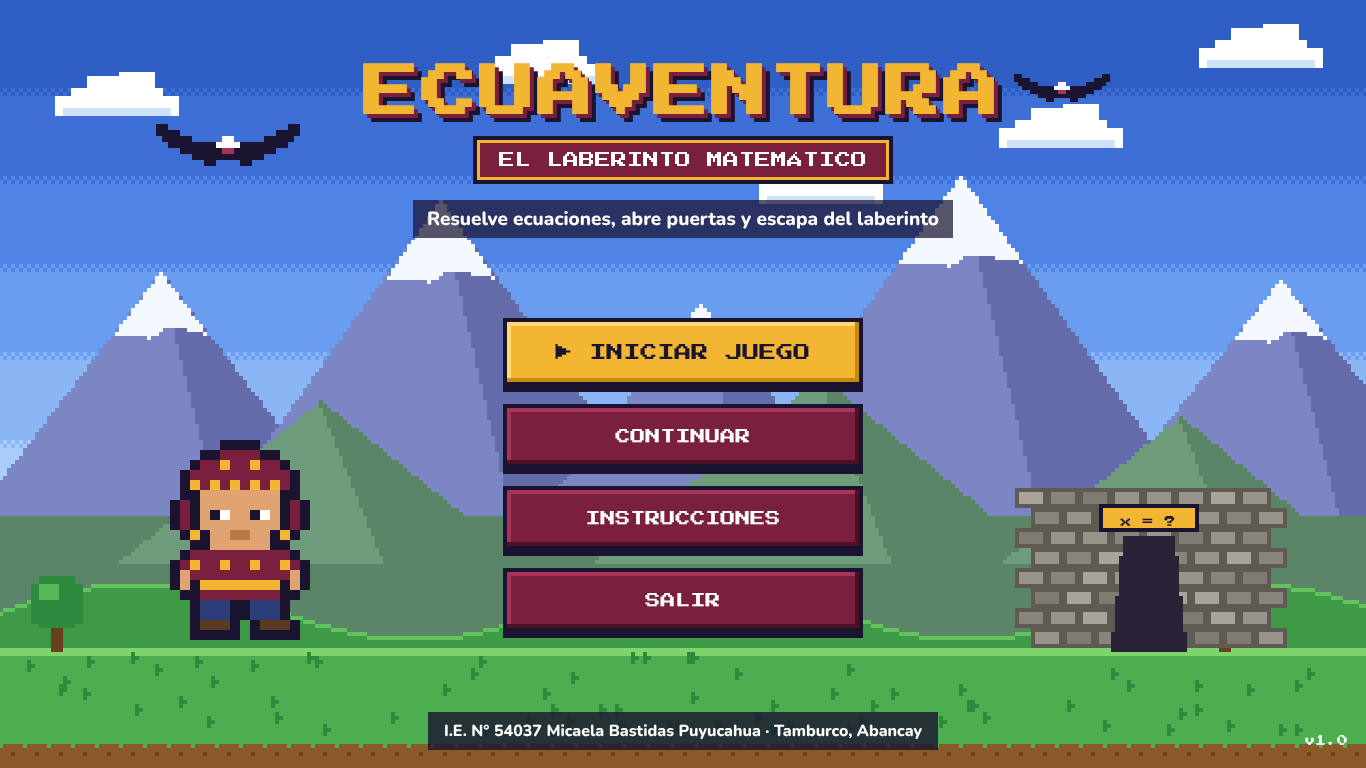 ECUAVENTURA
EL LABERINTO MATEMáTICO
Resuelve ecuaciones, abre puertas y escapa del laberinto
▶ INICIAR JUEGO
CONTINUAR
INSTRUCCIONES
SALIR
x = ?
I.E. N° 54037 Micaela Bastidas Puyucahua · Tamburco, Abancay
v1.0